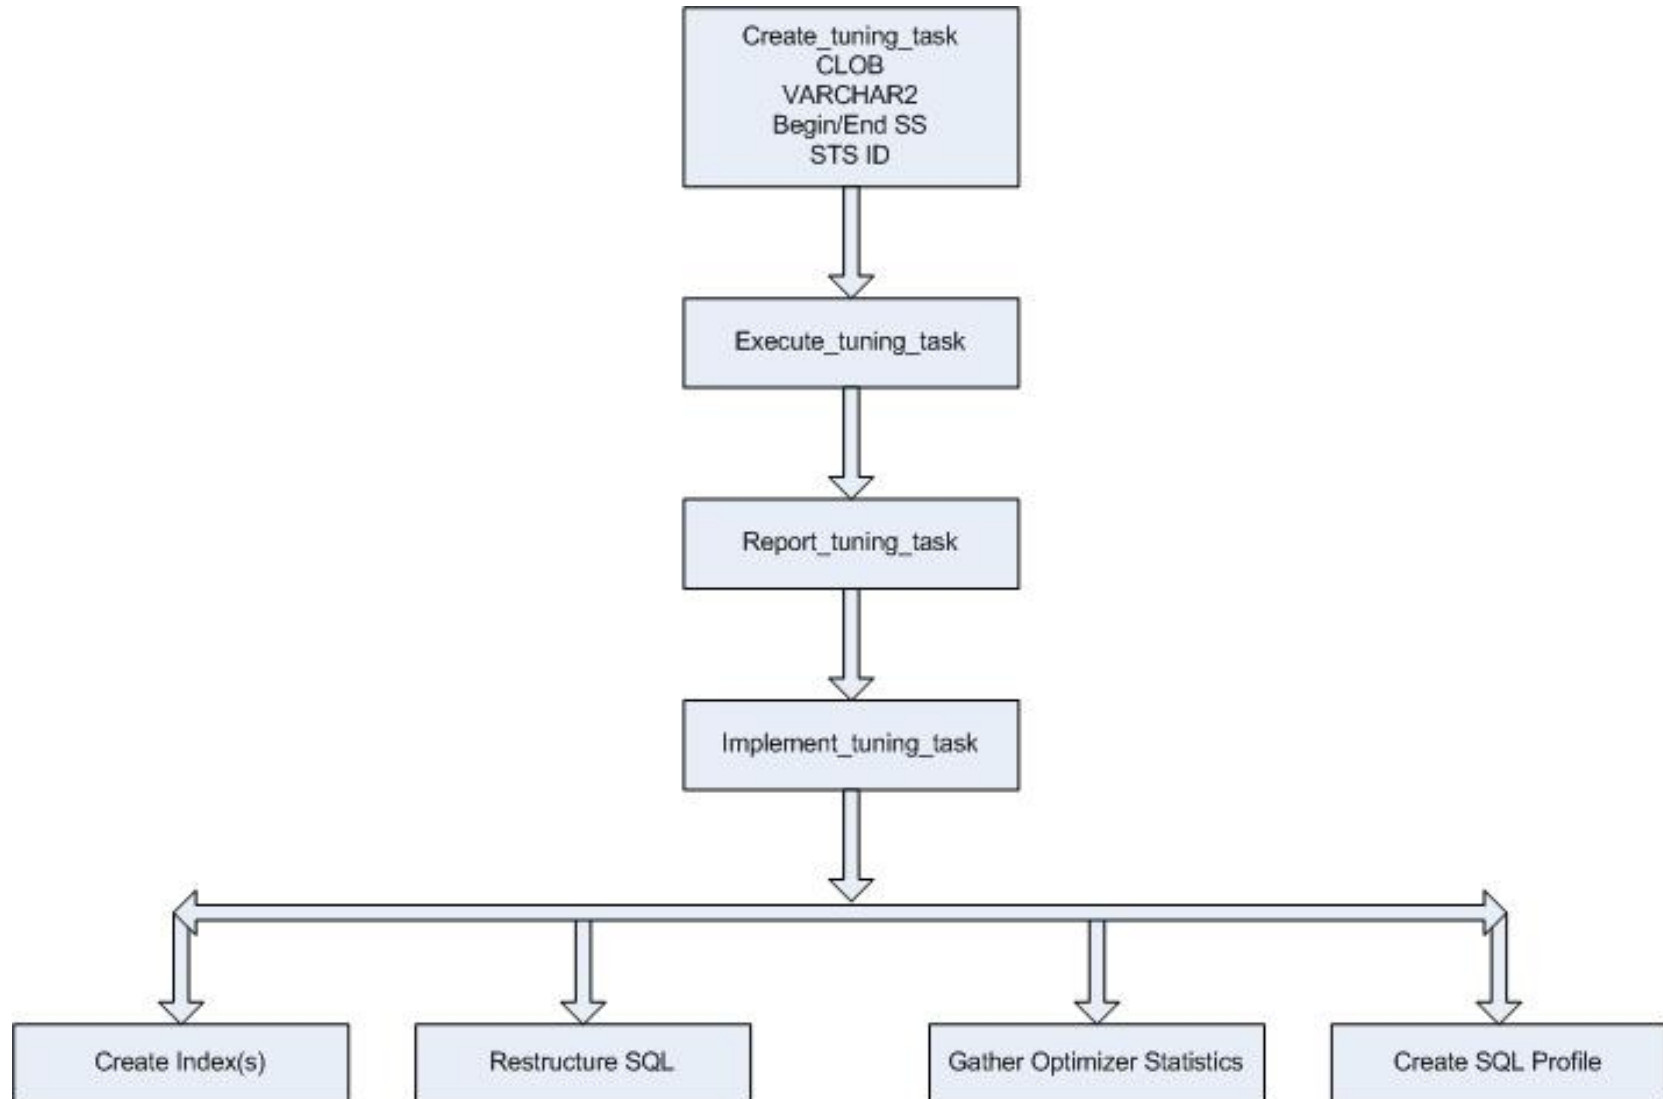 Create_tuning_task
CLOB
VARCHAR2
Begin/End SS
STS ID
Execute_tuning_task
Report_tuning_task
Implement_tuning_task
Create Index(s)
Restructure SQL
Gather Optimizer Statistics
Create SQL Profile